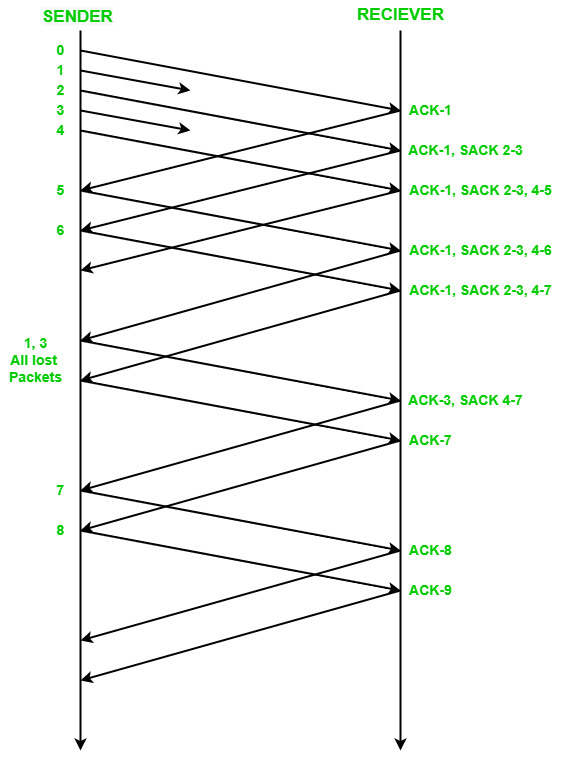 SENDER
RECIEVER
0
1
2
3
4
ACK-1
ACK-1, SACK 2-3
5
ACK-1, SACK 2-3, 4-5
6
ACK-1, SACK 2-3, 4-6
ACK-1, SACK 2-3, 4-7
1, 3
All lost
Packets
ACK-3, SACK 4-7
ACK-7
7
8
ACK-8
ACK-9